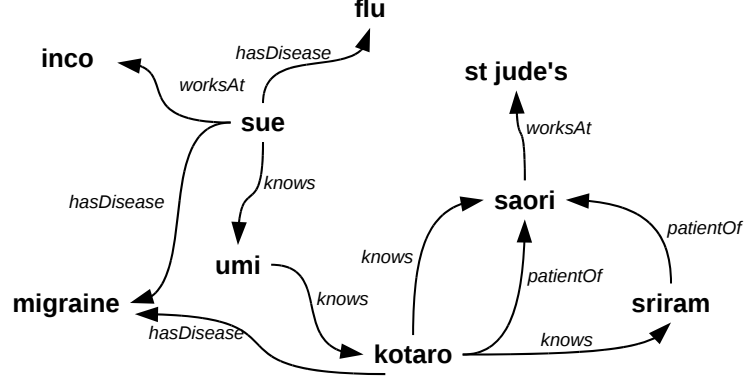 flu
hasDisease
inco
st jude's
worksAt
sue
worksAt
knows
hasDisease
saori
patientOf
knows
umi
patientOf
knows
migraine
sriram
hasDisease
knows
kotaro